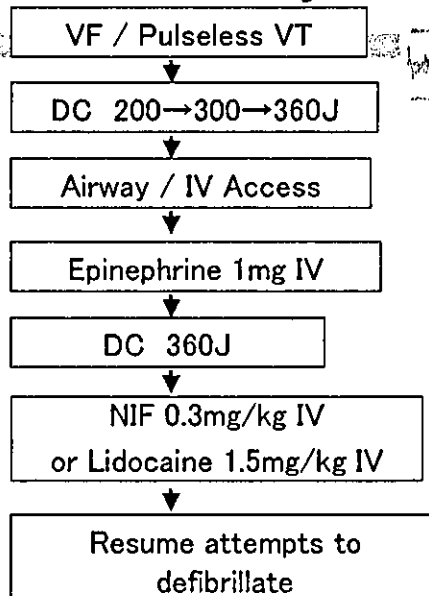 VF / Pulseless VT
DC 200→300→360J
Airway / IV Access
Epinephrine 1mg IV
DC 360J
NIF 0.3mg/kg IV
or Lidocaine 1.5mg/kg IV
Resume attempts to
defibrillate